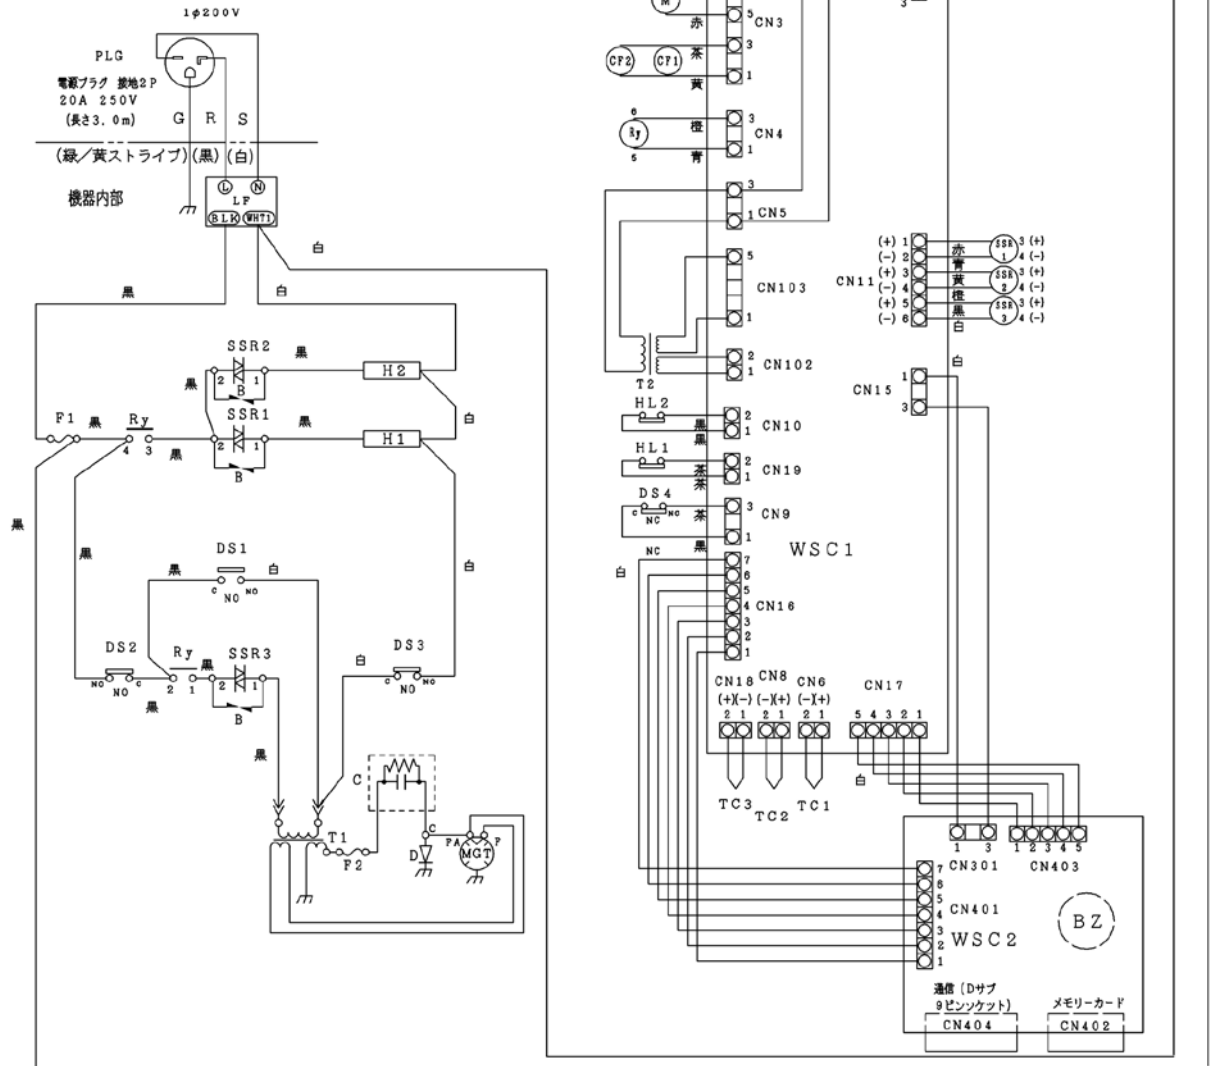 1φ200V
PLG
電源プラグ 接地2P
20A 250V
(長さ3.0m)
G R S
(緑／黄ストライプ)(黒)(白)
機器内部
L N
LF
BLK WHT1
白
黒
白
SSR2
黒
2 1
B
H2
黒
F1
黒
Ry
4 3
黒
SSR1
黒
2 1
B
H1
白
黒
黒
DS1
黒
白
C NO
NO
白
DS2
NC C
NO
黒
Ry
2 1
黒
SSR3
2 1
B
黒
DS3
白
C NO
NO
C
T1
F2
D
C
FA F
MGT
M
赤
5
CN3
3
CF2 CF1
茶
3
黄
1
6
Ry
5
橙
青
3
CN4
1
3
1
CN5
5
CN103
1
T2
2
1
CN102
HL2
黒
黒
2
1
CN10
HL1
茶
茶
2
1
CN19
DS4
C NC
NC
茶
黒
3
CN9
1
WSC1
NC
白
7
6
5
4
3
2
1
CN16
CN11
(+) 1
(-) 2
(+) 3
(-) 4
(+) 5
(-) 6
赤
青
黄
橙
黒
白
SSR
1
3 (+)
4 (-)
SSR
2
3 (+)
4 (-)
SSR
3
3 (+)
4 (-)
白
CN15
1
3
CN18 CN8 CN6
(+)(-) (-)(+) (-)(+)
2 1 2 1 2 1
TC3
TC2
TC1
CN17
5 4 3 2 1
白
1 3
CN301
1 2 3 4 5
CN403
7
6
5
4
3
2
1
CN401
WSC2
BZ
通信(Dサブ
9ピンソケット)
CN404
メモリーカード
CN402